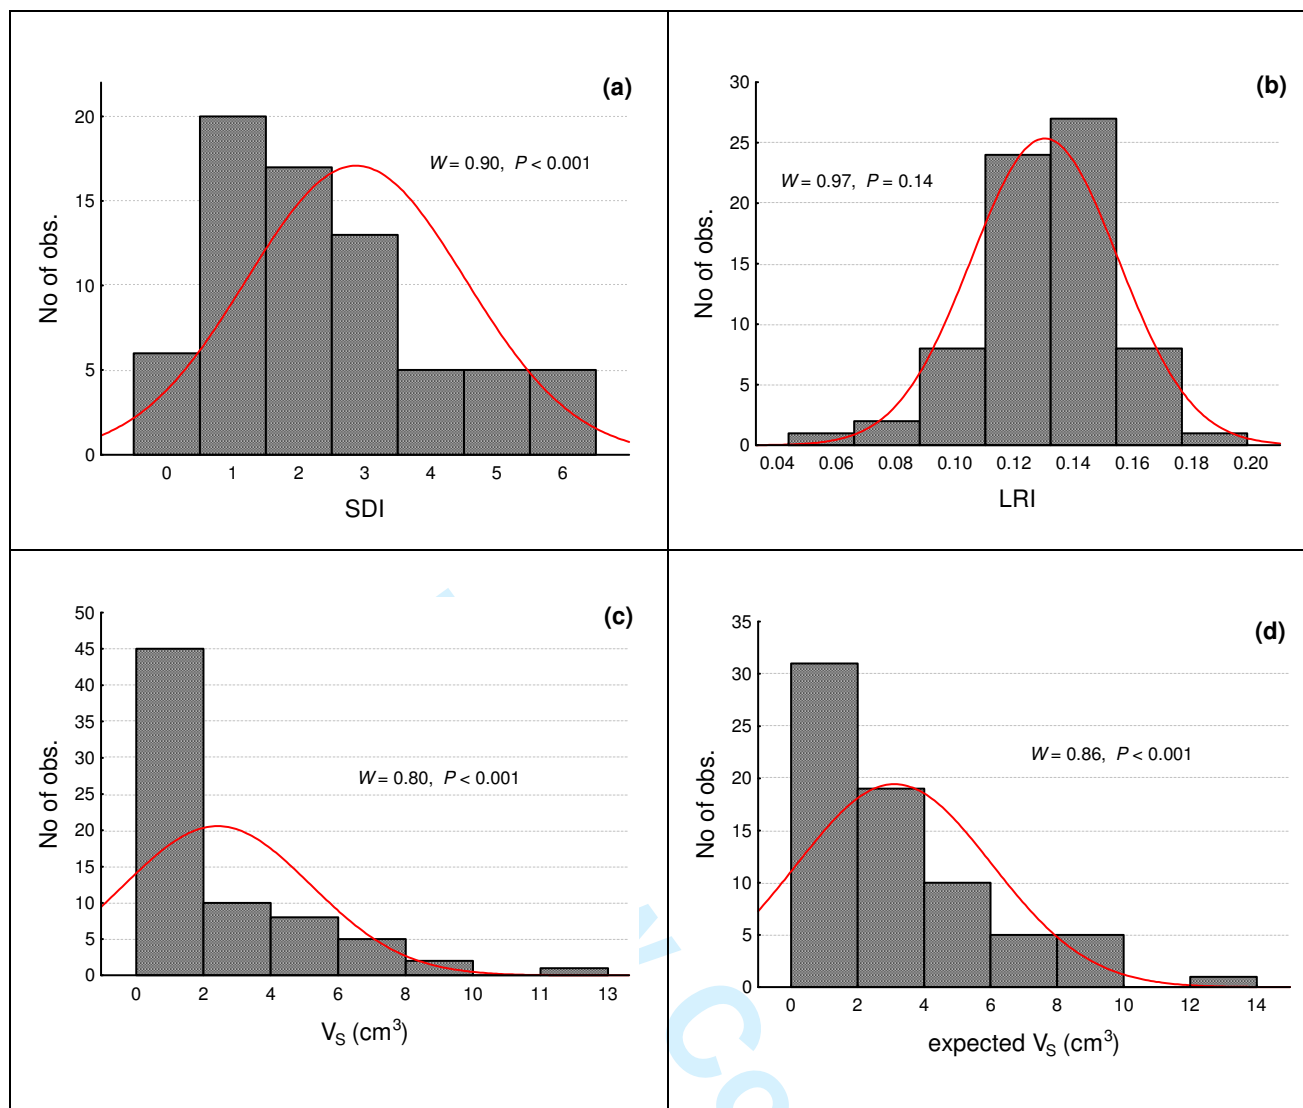 (a)
20
15
10
5
0
No of obs.
W = 0.90, P < 0.001
0 1 2 3 4 5 6
SDI
(b)
30
25
20
15
10
5
0
No of obs.
W = 0.97, P = 0.14
0.04 0.06 0.08 0.10 0.12 0.14 0.16 0.18 0.20
LRI
(c)
50
45
40
35
30
25
20
15
10
5
0
No of obs.
W = 0.80, P < 0.001
0 2 4 6 8 10 11 13
V_S (cm³)
(d)
35
30
25
20
15
10
5
0
No of obs.
W = 0.86, P < 0.001
0 2 4 6 8 10 12 14
expected V_S (cm³)